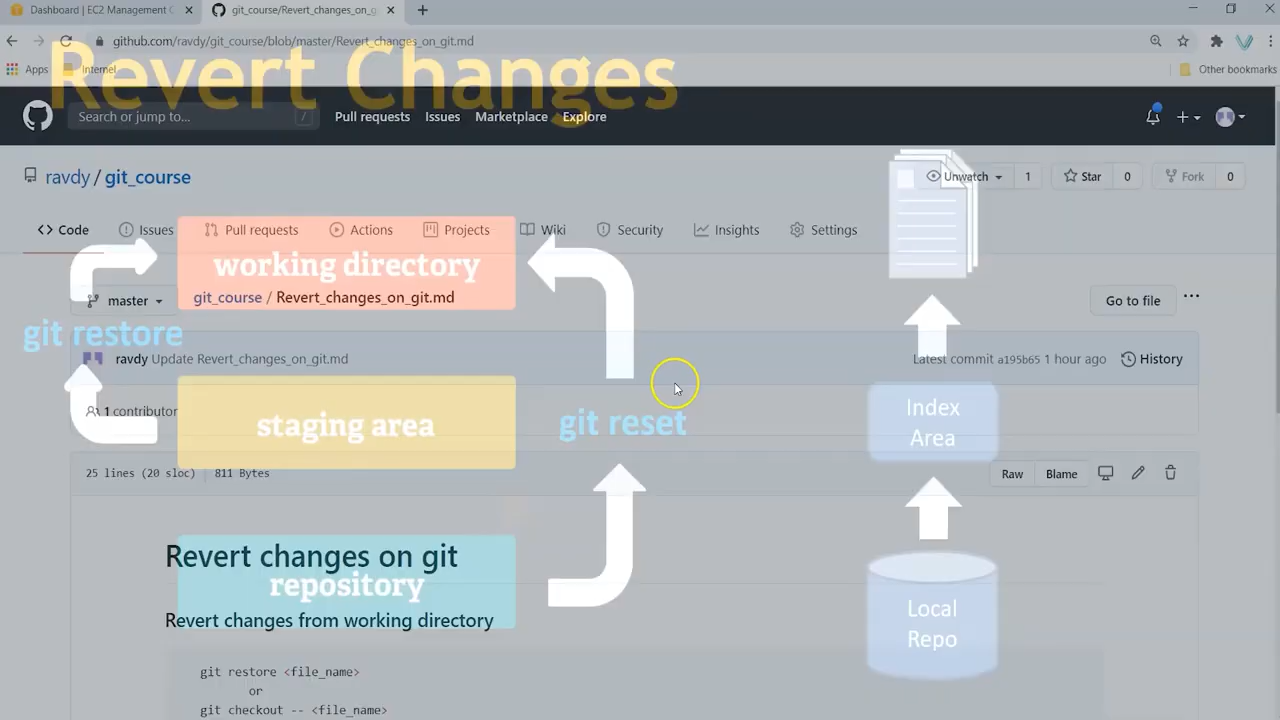 Dashboard | EC2 Management C
git_course/Revert_changes_on_g
github.com/ravdy/git_course/blob/master/Revert_changes_on_git.md
Apps
Internel
Other bookmarks
Revert Changes
Search or jump to...
/
Pull requests
Issues
Marketplace
Explore
ravdy / git_course
Unwatch
1
Star
0
Fork
0
Code
Issues
Pull requests
Actions
Projects
Wiki
Security
Insights
Settings
working directory
master
git_course / Revert_changes_on_git.md
Go to file
git restore
ravdy Update Revert_changes_on_git.md
Latest commit a195b65 1 hour ago
History
1 contributor
staging area
git reset
Index
Area
25 lines (20 sloc)
811 Bytes
Raw
Blame
Revert changes on git
repository
Revert changes from working directory
Local
Repo
git restore <file_name>
or
git checkout -- <file_name>